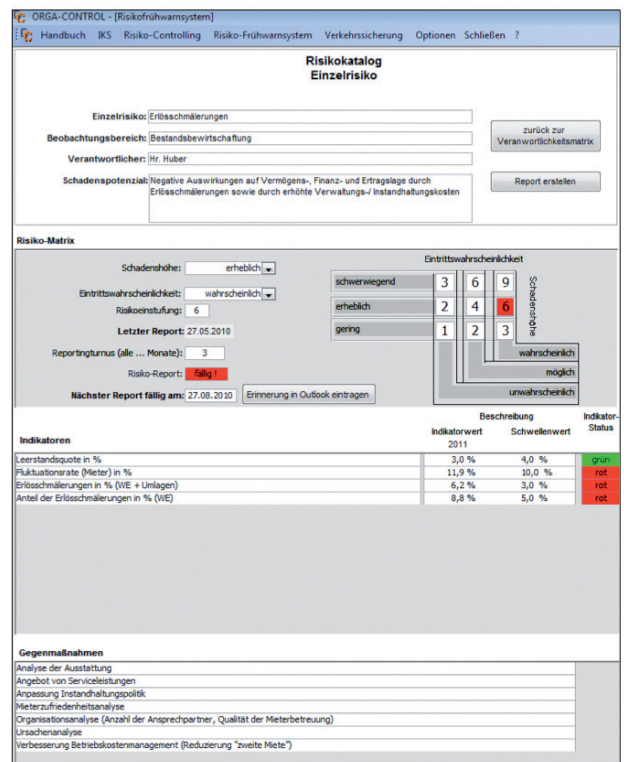 ORGA-CONTROL - [Risikofrühwarnsystem]
Handbuch IKS Risiko-Controlling Risiko-Frühwarnsystem Verkehrssicherung Optionen Schließen ?
Risikokatalog
Einzelrisiko
Einzelrisiko: Erlösschmälerungen
Beobachtungsbereich: Bestandsbewirtschaftung
Verantwortlicher: Hr. Huber
Schadenspotenzial: Negative Auswirkungen auf Vermögens-, Finanz- und Ertragslage durch
Erlösschmälerungen sowie durch erhöhte Verwaltungs-/ Instandhaltungskosten
zurück zur
Veranwortlichkeitsmatrix
Report erstellen
Risiko-Matrix
Schadenshöhe: erheblich
Eintrittswahrscheinlichkeit: wahrscheinlich
Risikoeinstufung: 6
Letzter Report: 27.05.2010
Reportingturnus (alle ... Monate): 3
Risiko-Report: fällig !
Nächster Report fällig am: 27.08.2010 Erinnerung in Outlook eintragen
Eintrittswahrscheinlichkeit
schwerwiegend 3 6 9
erheblich 2 4 6
gering 1 2 3
Schadenshöhe
wahrscheinlich
möglich
unwahrscheinlich
Beschreibung Indikator-
Indikatoren Indikatorwert Schwellenwert Status
2011
Leerstandsquote in % 3,0 % 4,0 % grün
Fluktuationsrate (Mieter) in % 11,9 % 10,0 % rot
Erlösschmälerungen in % (WE + Umlagen) 6,2 % 3,0 % rot
Anteil der Erlösschmälerungen in % (WE) 8,8 % 5,0 % rot
Gegenmaßnahmen
Analyse der Ausstattung
Angebot von Serviceleistungen
Anpassung Instandhaltungspolitik
Mieterzufriedenheitsanalyse
Organisationsanalyse (Anzahl der Ansprechpartner, Qualität der Mieterbetreuung)
Ursachenanalyse
Verbesserung Betriebskostenmanagement (Reduzierung "zweite Miete")